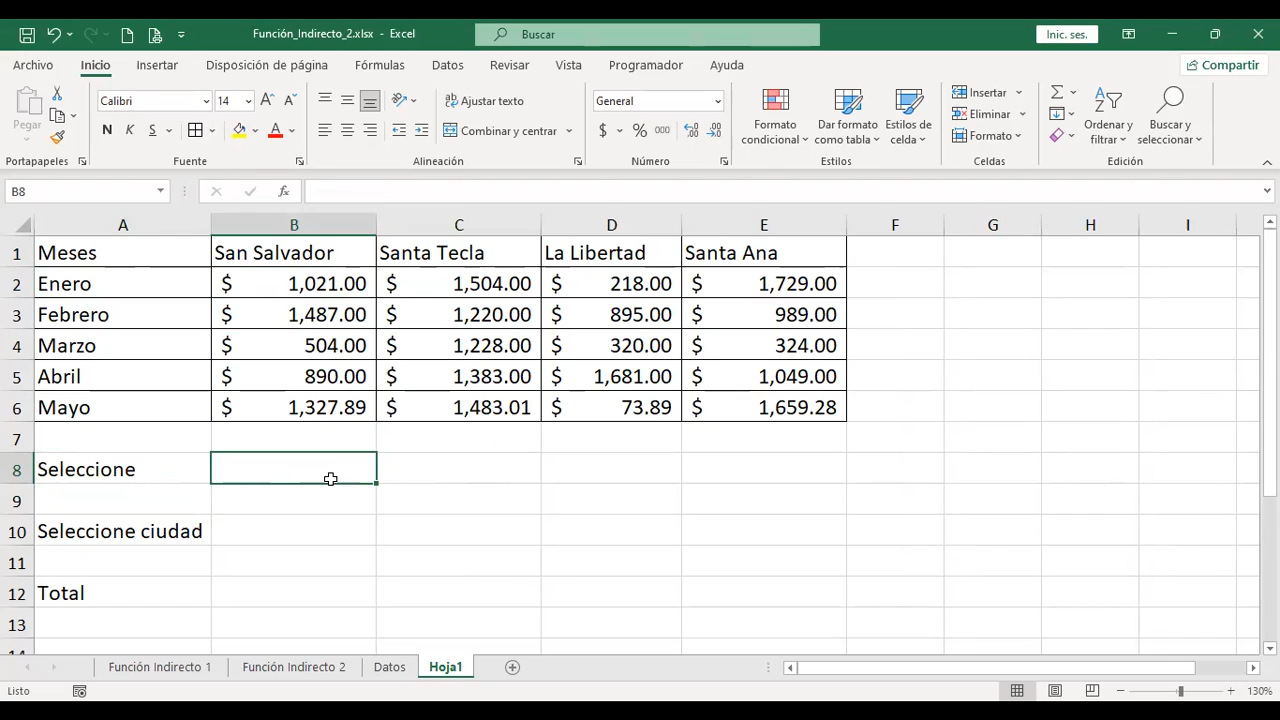 Función_Indirecto_2.xlsx - Excel
Buscar
Inic. ses.
Archivo Inicio Insertar Disposición de página Fórmulas Datos Revisar Vista Programador Ayuda Compartir
Pegar
Portapapeles
Calibri 14
N K S
Fuente
Ajustar texto
Combinar y centrar
Alineación
General
$ % 000
Número
Formato condicional
Dar formato como tabla
Estilos de celda
Estilos
Insertar
Eliminar
Formato
Celdas
Ordenar y filtrar
Buscar y seleccionar
Edición
B8 fx
A B C D E F G H I
1 Meses San Salvador Santa Tecla La Libertad Santa Ana
2 Enero $ 1,021.00 $ 1,504.00 $ 218.00 $ 1,729.00
3 Febrero $ 1,487.00 $ 1,220.00 $ 895.00 $ 989.00
4 Marzo $ 504.00 $ 1,228.00 $ 320.00 $ 324.00
5 Abril $ 890.00 $ 1,383.00 $ 1,681.00 $ 1,049.00
6 Mayo $ 1,327.89 $ 1,483.01 $ 73.89 $ 1,659.28
7
8 Seleccione
9
10 Seleccione ciudad
11
12 Total
13
Función Indirecto 1 Función Indirecto 2 Datos Hoja1
Listo 130%